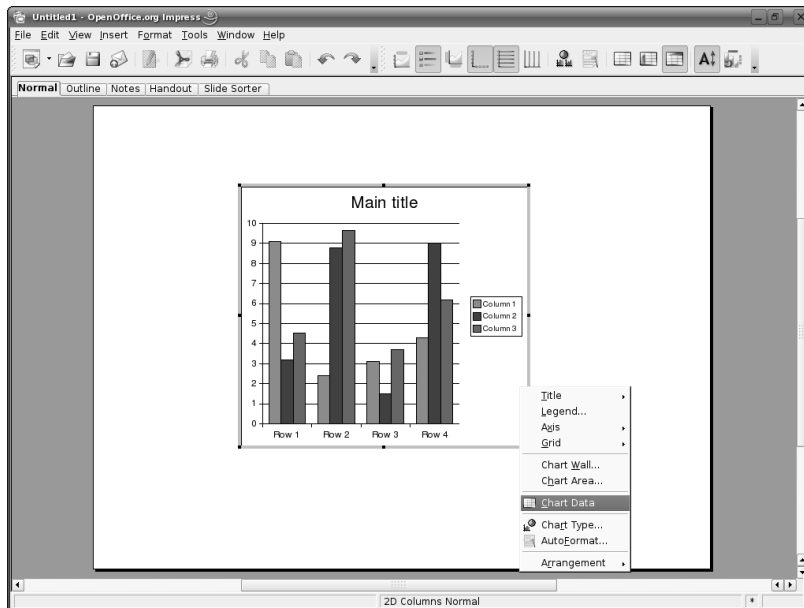 Untitled1 - OpenOffice.org Impress
File Edit View Insert Format Tools Window Help
Normal Outline Notes Handout Slide Sorter
Main title
10
9
8
7
6
5
4
3
2
1
0
Row 1 Row 2 Row 3 Row 4
Column 1
Column 2
Column 3
Title
Legend...
Axis
Grid
Chart Wall...
Chart Area...
Chart Data
Chart Type...
AutoFormat...
Arrangement
2D Columns Normal *